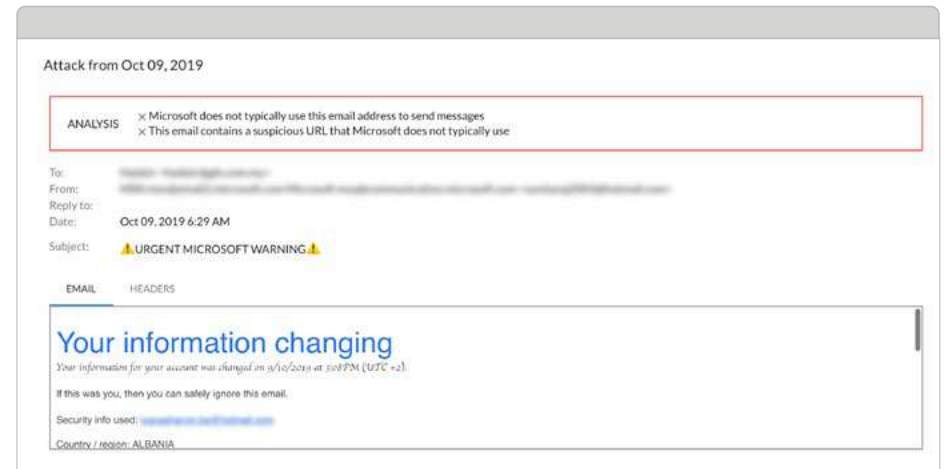 Attack from Oct 09, 2019
ANALYSIS
× Microsoft does not typically use this email address to send messages
× This email contains a suspicious URL that Microsoft does not typically use
To:
From:
Reply to:
Date: Oct 09, 2019 6:29 AM
Subject: ⚠URGENT MICROSOFT WARNING⚠
EMAIL HEADERS
Your information changing
Your information for your account was changed on 9/10/2019 at 5:08 PM (UTC +2).
If this was you, then you can safely ignore this email.
Security info used:
Country / region: ALBANIA